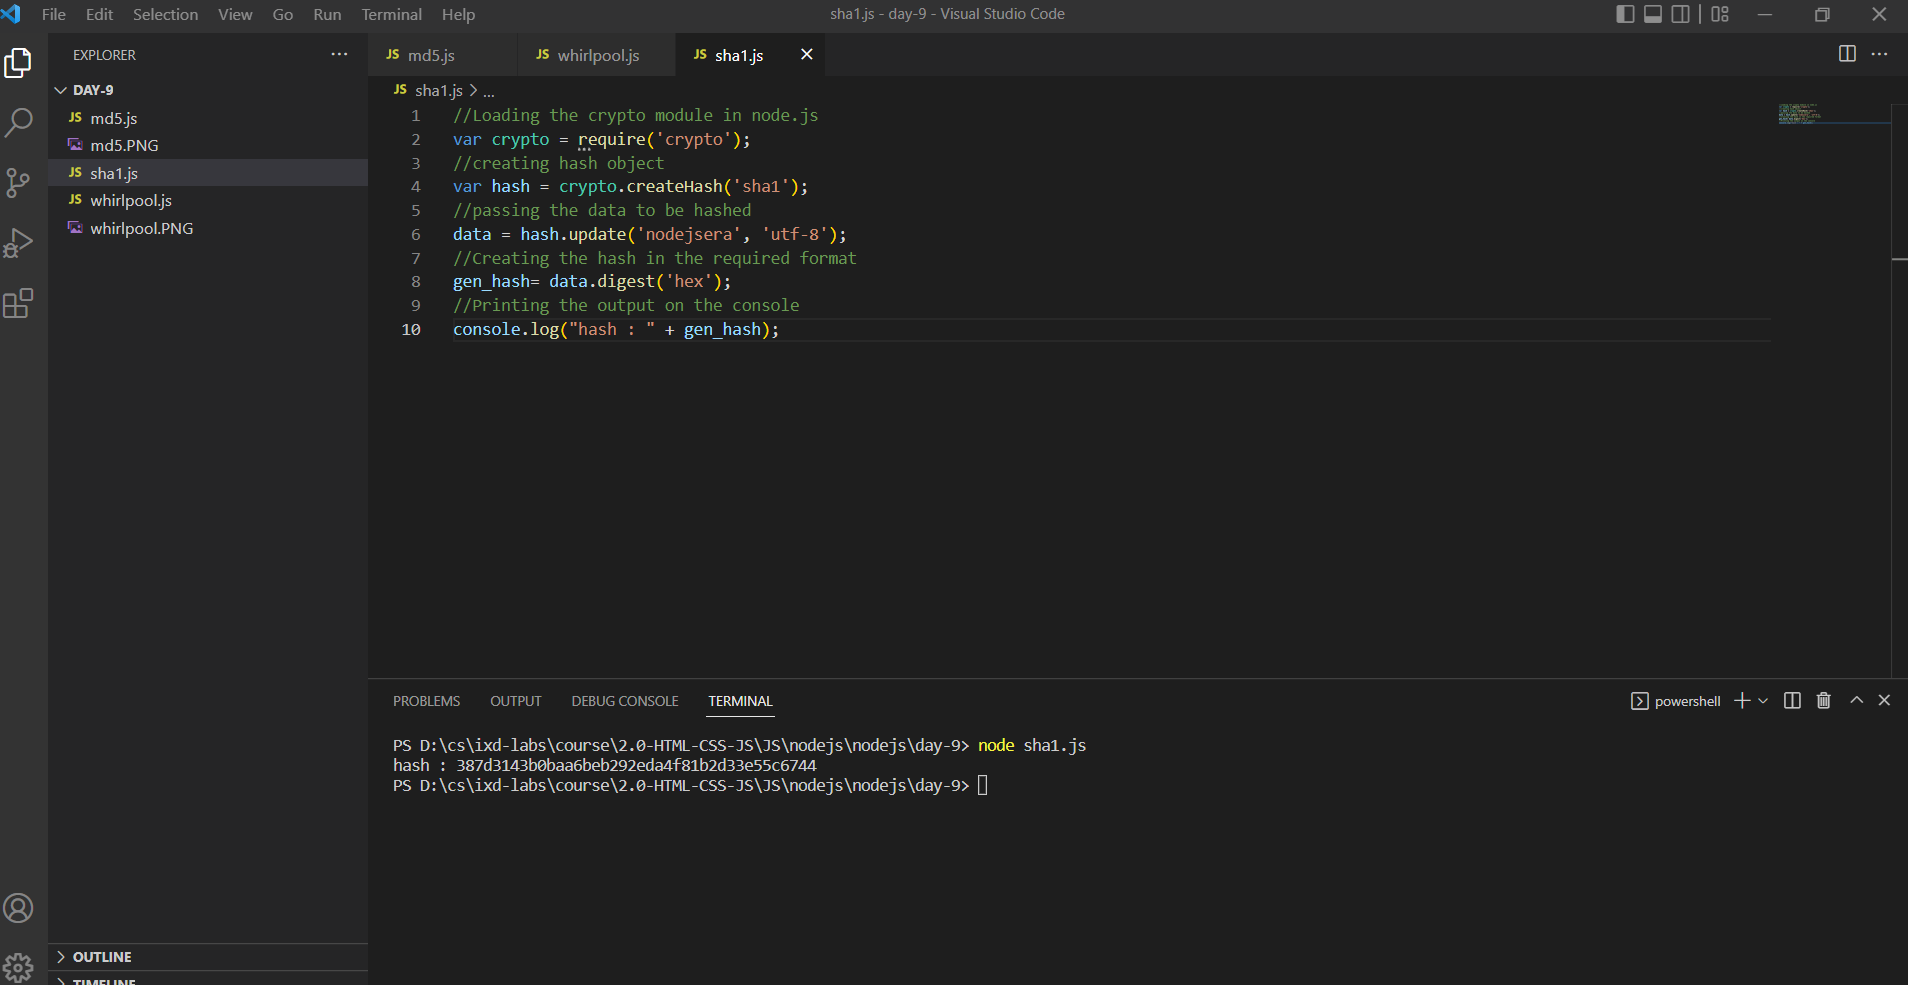 File Edit Selection View Go Run Terminal Help
sha1.js - day-9 - Visual Studio Code
EXPLORER
DAY-9
JS md5.js
md5.PNG
JS sha1.js
JS whirlpool.js
whirlpool.PNG
OUTLINE
TIMELINE
JS md5.js JS whirlpool.js JS sha1.js
JS sha1.js > ...
1 //Loading the crypto module in node.js
2 var crypto = require('crypto');
3 //creating hash object
4 var hash = crypto.createHash('sha1');
5 //passing the data to be hashed
6 data = hash.update('nodejsera', 'utf-8');
7 //Creating the hash in the required format
8 gen_hash= data.digest('hex');
9 //Printing the output on the console
10 console.log("hash : " + gen_hash);
PROBLEMS OUTPUT DEBUG CONSOLE TERMINAL
powershell
PS D:\cs\ixd-labs\course\2.0-HTML-CSS-JS\JS\nodejs\nodejs\day-9> node sha1.js
hash : 387d3143b0baa6beb292eda4f81b2d33e55c6744
PS D:\cs\ixd-labs\course\2.0-HTML-CSS-JS\JS\nodejs\nodejs\day-9>